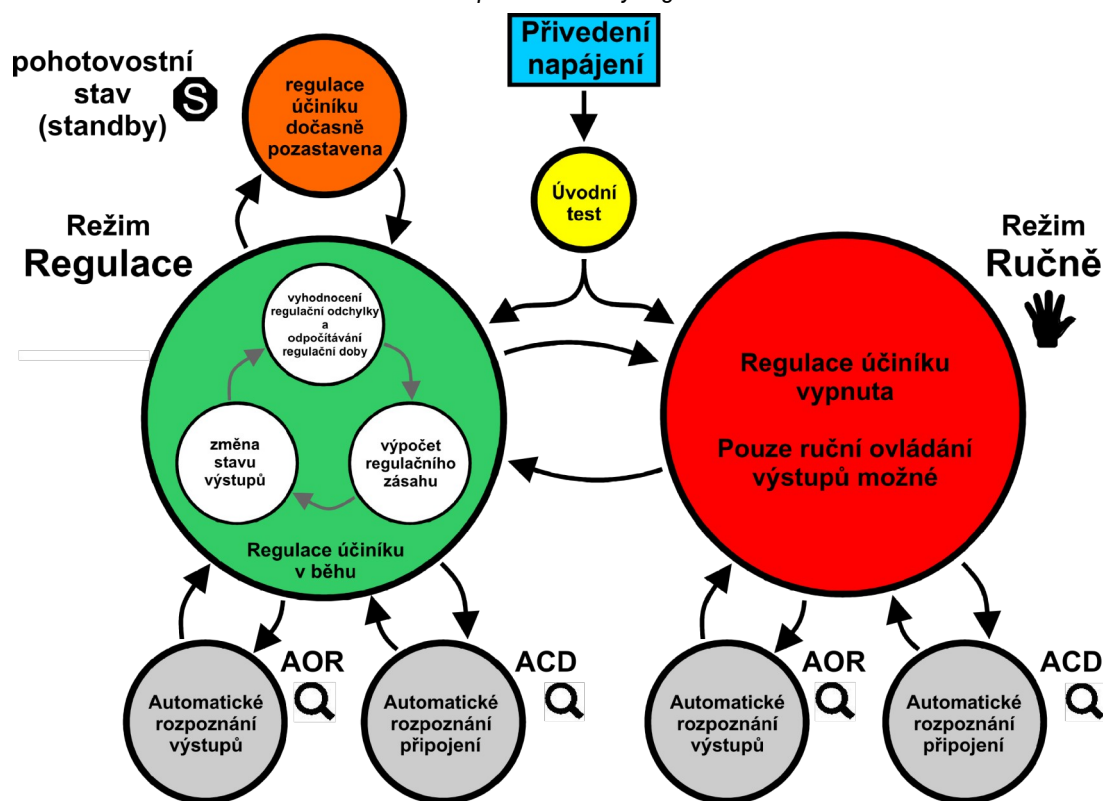 Přivedení
napájení
pohotovostní
stav
(standby)
S
regulace
účiníku
dočasně
pozastavena
Úvodní
test
Režim
Regulace
Režim
Ručně
vyhodnocení
regulační odchylky
a
odpočítávání
regulační doby
změna
stavu
výstupů
výpočet
regulačního
zásahu
Regulace účiníku
v běhu
Regulace účiníku
vypnuta
Pouze ruční ovládání
výstupů možné
AOR
Automatické
rozpoznání
výstupů
ACD
Automatické
rozpoznání
připojení
AOR
Automatické
rozpoznání
výstupů
ACD
Automatické
rozpoznání
připojení